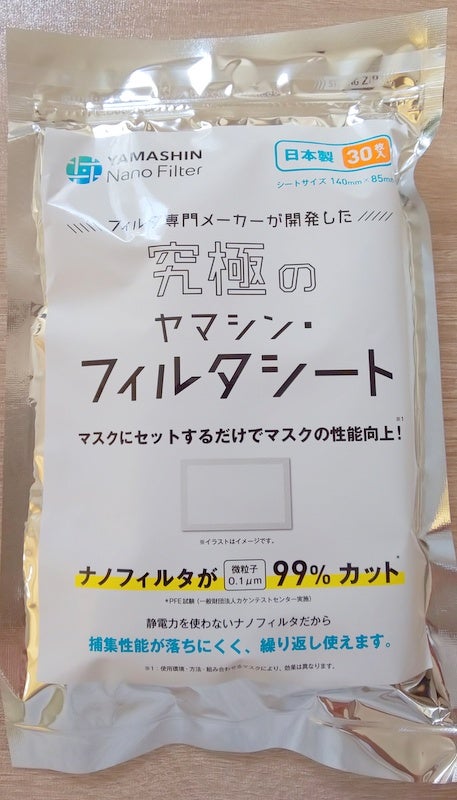 YAMASHIN
Nano Filter
日本製 30枚入
シートサイズ 140mm × 85mm
フィルタ専門メーカーが開発した
究極の
ヤマシン・
フィルタシート
マスクにセットするだけでマスクの性能向上!※1
※イラストはイメージです。
ナノフィルタが 微粒子 0.1μm 99% カット*
*PFE試験(一般財団法人カケンテストセンター実施)
静電力を使わないナノフィルタだから
捕集性能が落ちにくく、繰り返し使えます。
※1:使用環境・方法・組み合わせるマスクにより、効果は異なります。